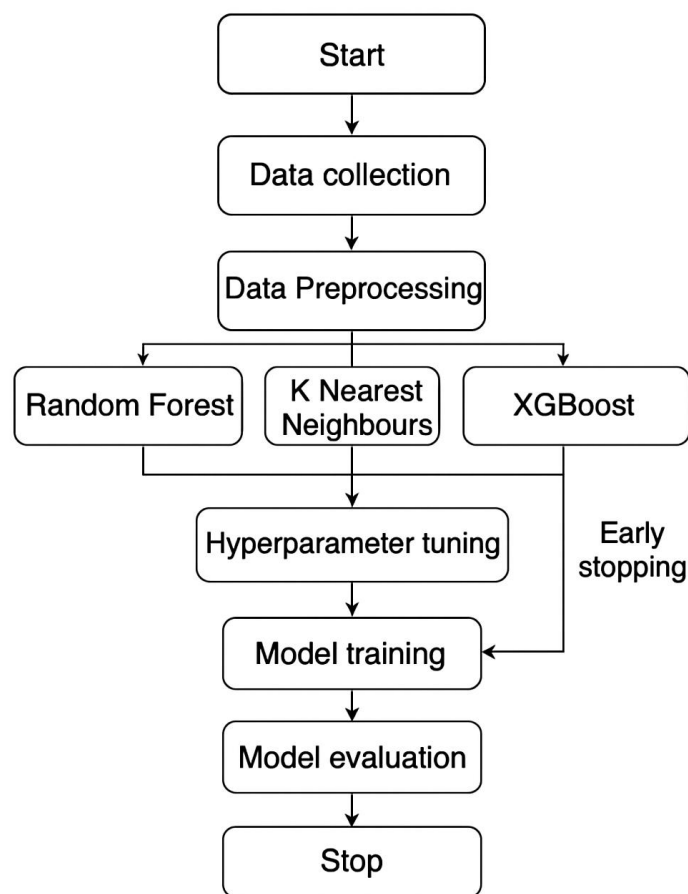 Start
Data collection
Data Preprocessing
Random Forest
K Nearest
Neighbours
XGBoost
Hyperparameter tuning
Early
stopping
Model training
Model evaluation
Stop